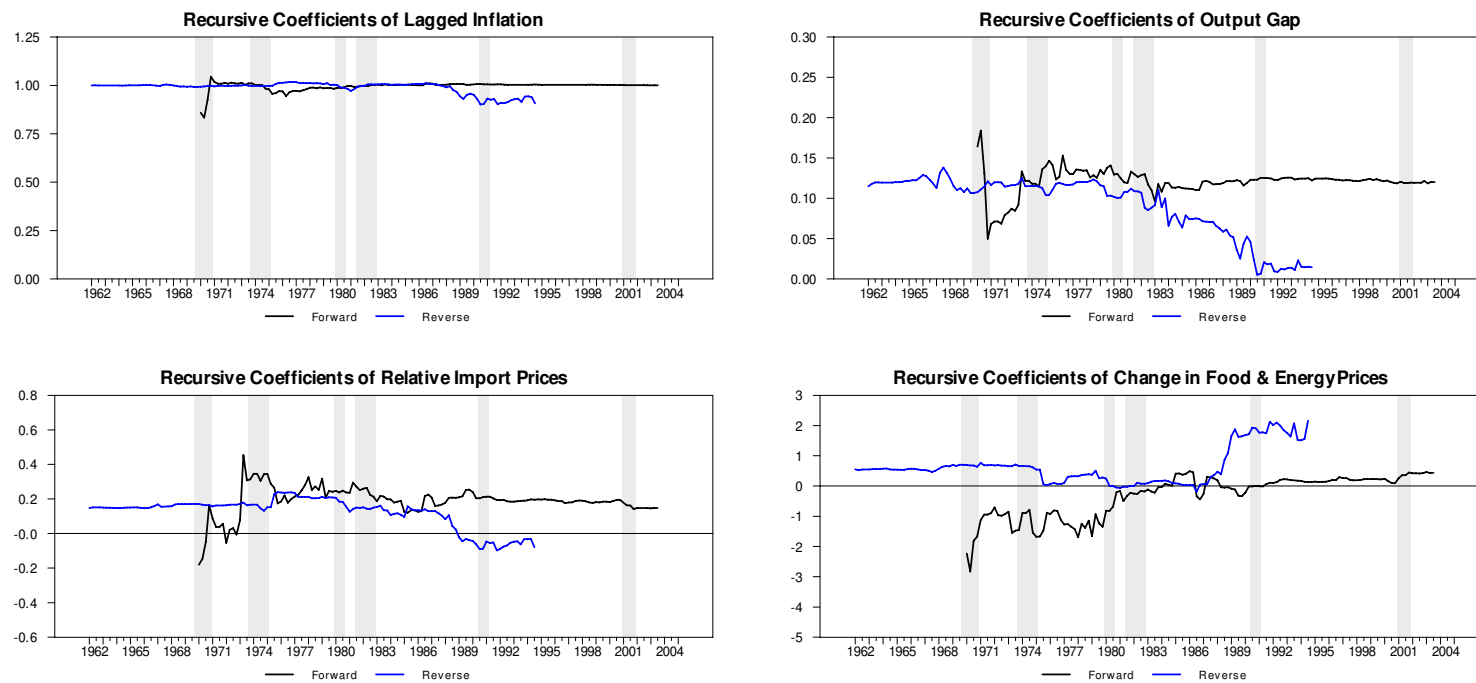 Recursive Coefficients of Lagged Inflation
1.25
1.00
0.75
0.50
0.25
0.00
1962 1965 1968 1971 1974 1977 1980 1983 1986 1989 1992 1995 1998 2001 2004
Forward Reverse
Recursive Coefficients of Output Gap
0.30
0.25
0.20
0.15
0.10
0.05
0.00
1962 1965 1968 1971 1974 1977 1980 1983 1986 1989 1992 1995 1998 2001 2004
Forward Reverse
Recursive Coefficients of Relative Import Prices
0.8
0.6
0.4
0.2
-0.0
-0.2
-0.4
-0.6
1962 1965 1968 1971 1974 1977 1980 1983 1986 1989 1992 1995 1998 2001 2004
Forward Reverse
Recursive Coefficients of Change in Food & Energy Prices
3
2
1
0
-1
-2
-3
-4
-5
1962 1965 1968 1971 1974 1977 1980 1983 1986 1989 1992 1995 1998 2001 2004
Forward Reverse